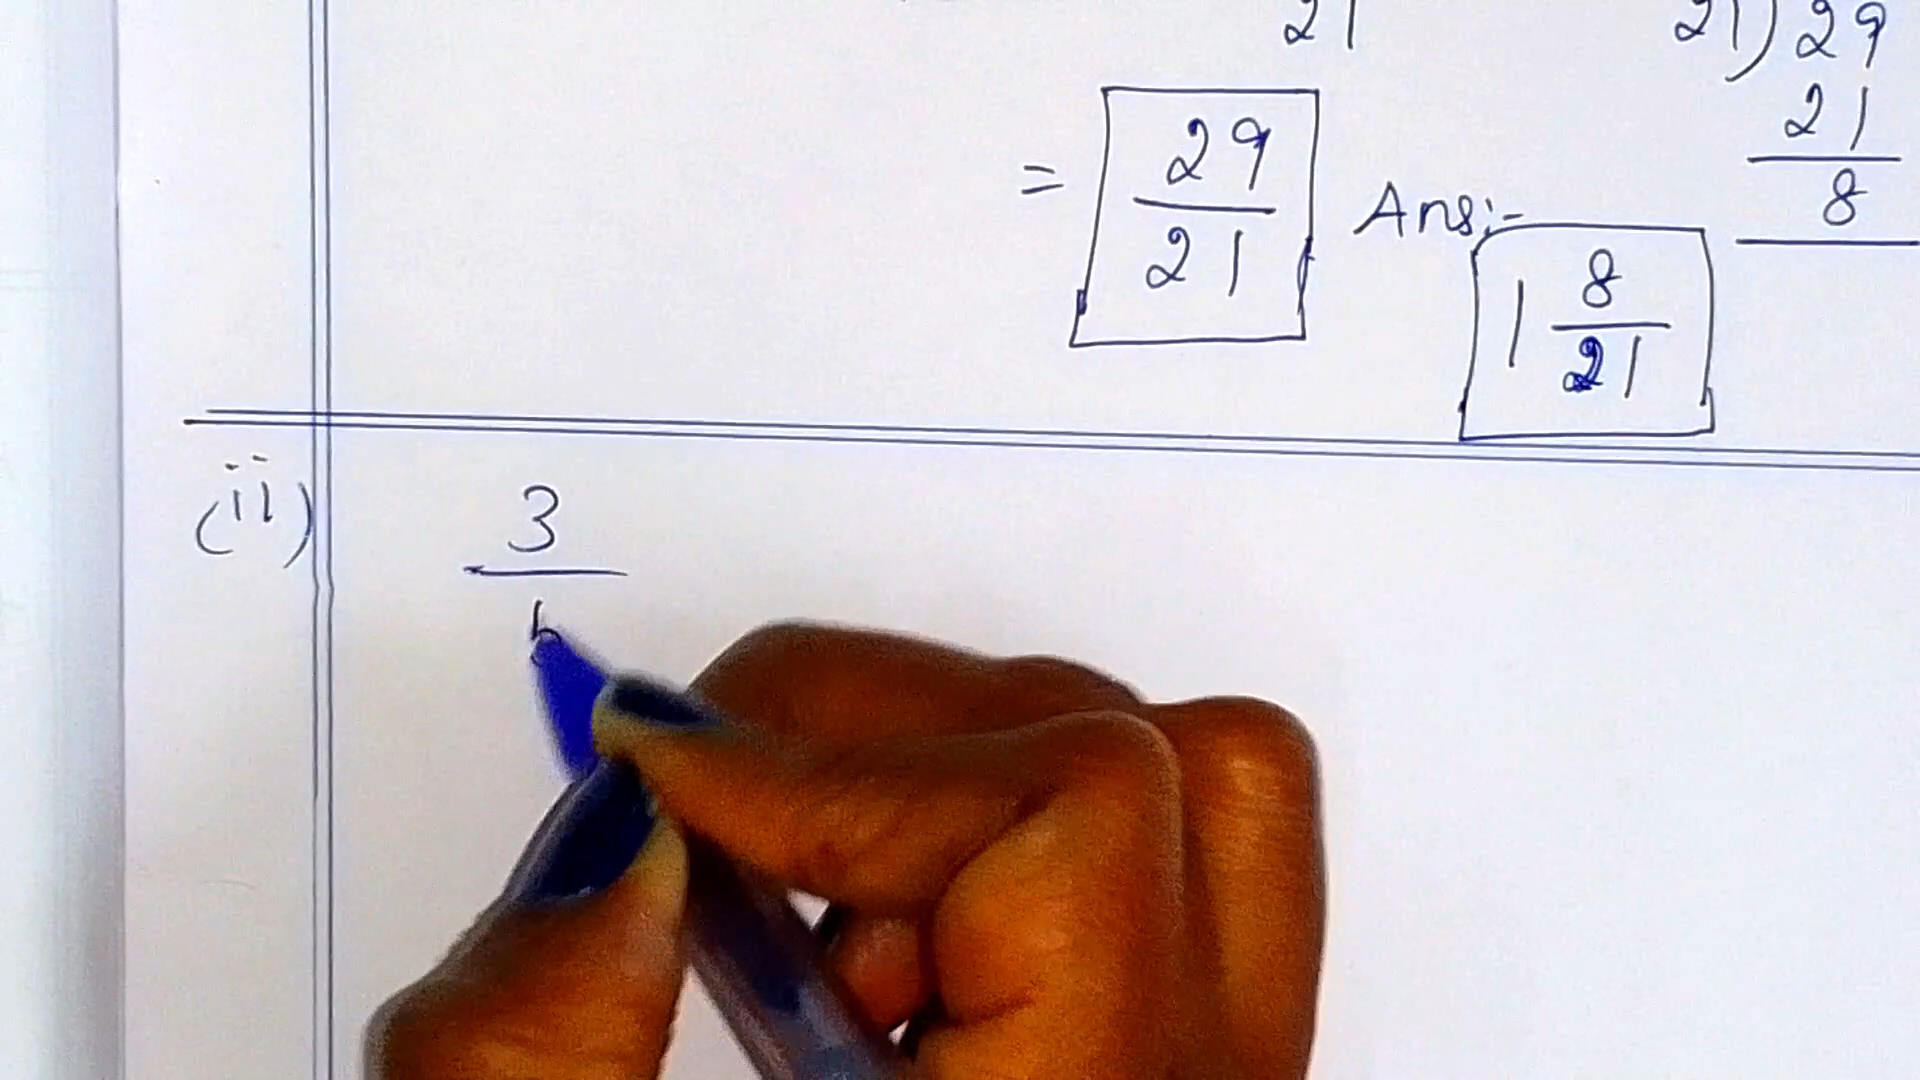 21
21) 29
21
8
= 29/21 Ans:-
1 8/21
(ii) 3